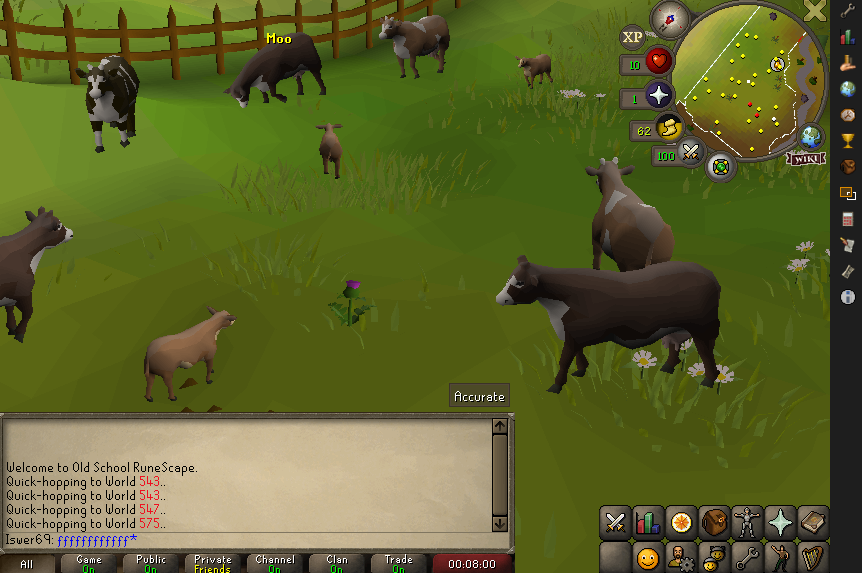 Moo
XP
10
1
62
100
WIKI
Accurate
Welcome to Old School RuneScape.
Quick-hopping to World 543..
Quick-hopping to World 543..
Quick-hopping to World 547..
Quick-hopping to World 575..
Iswer69: ffffffffffff*
All
Game
On
Public
On
Private
Friends
Channel
On
Clan
On
Trade
On
00:08:00